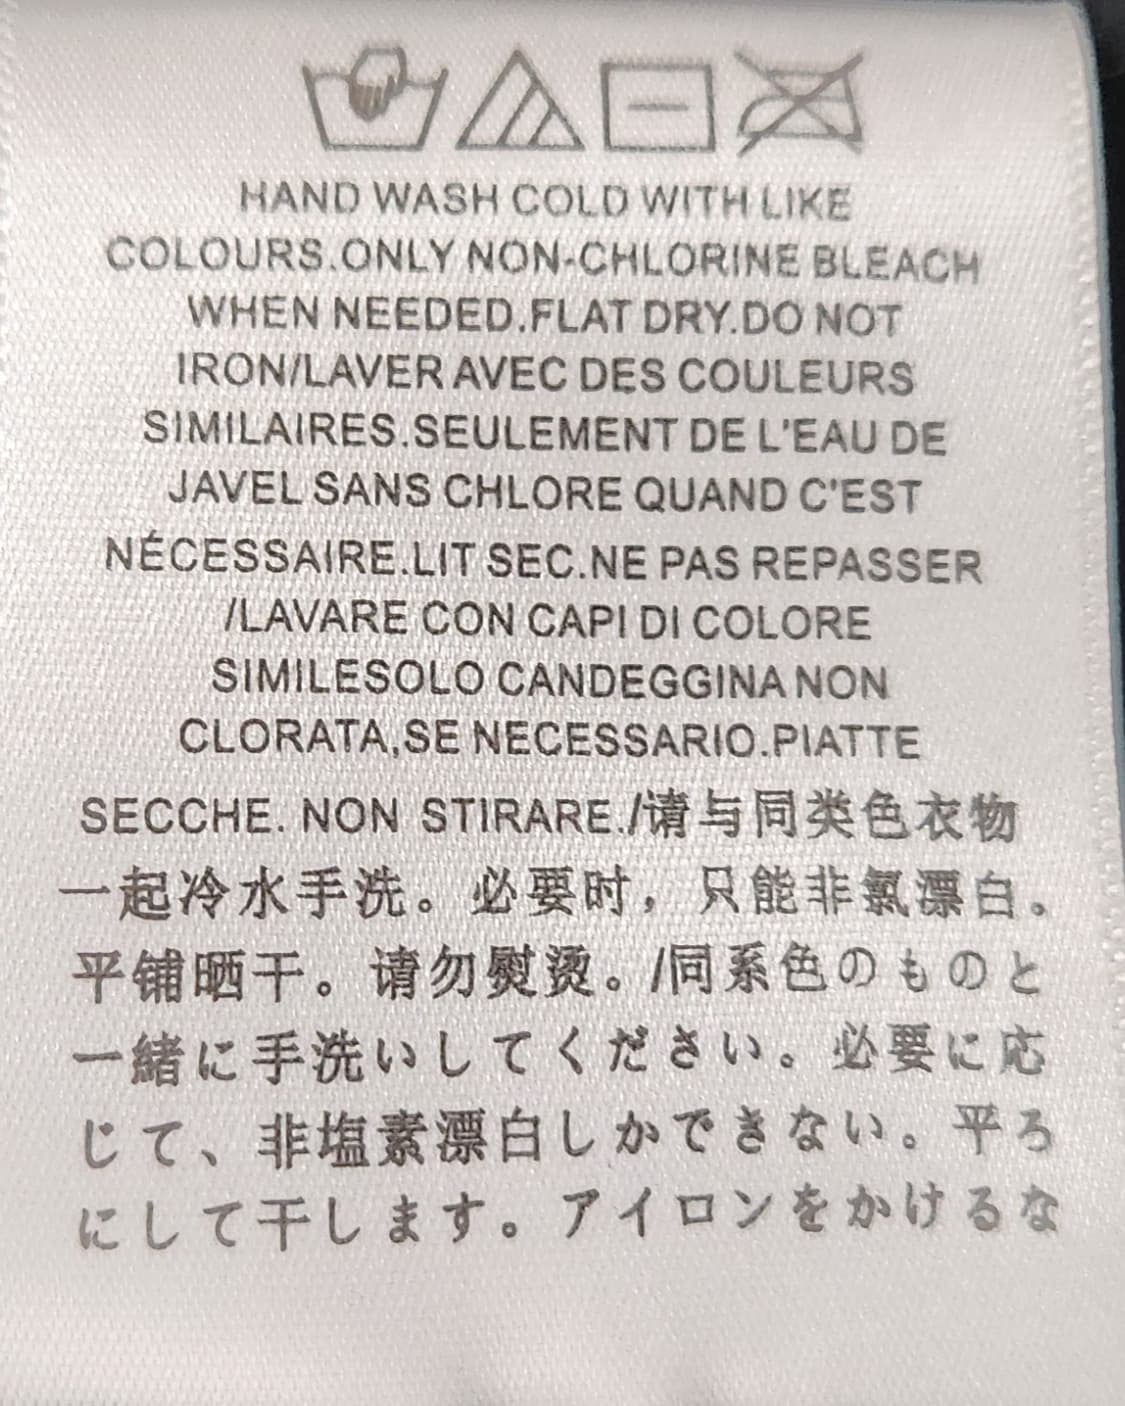 HAND WASH COLD WITH LIKE
COLOURS.ONLY NON-CHLORINE BLEACH
WHEN NEEDED.FLAT DRY.DO NOT
IRON/LAVER AVEC DES COULEURS
SIMILAIRES.SEULEMENT DE L'EAU DE
JAVEL SANS CHLORE QUAND C'EST
NÉCESSAIRE.LIT SEC.NE PAS REPASSER
/LAVARE CON CAPI DI COLORE
SIMILESOLO CANDEGGINA NON
CLORATA,SE NECESSARIO.PIATTE
SECCHE. NON STIRARE./请与同类色衣物
一起冷水手洗。必要时，只能非氯漂白。
平铺晒干。请勿熨烫。/同系色のものと
一緒に手洗いしてください。必要に応
じて、非塩素漂白しかできない。平ろ
にして干します。アイロンをかけるな